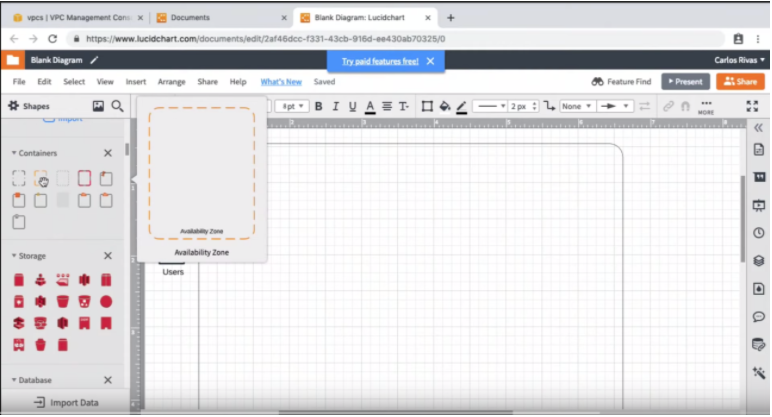 vpcs | VPC Management Cons
Documents
Blank Diagram: Lucidchart
https://www.lucidchart.com/documents/edit/2af46dcc-f331-43cb-916d-ee430ab70325/0
Blank Diagram
Try paid features free!
Carlos Rivas
File Edit Select View Insert Arrange Share Help What's New Saved
Feature Find
Present
Share
Shapes
8 pt
B I U A T
2 px
None
MORE
Import
Containers
Availability Zone
Availability Zone
Users
Storage
Database
Import Data